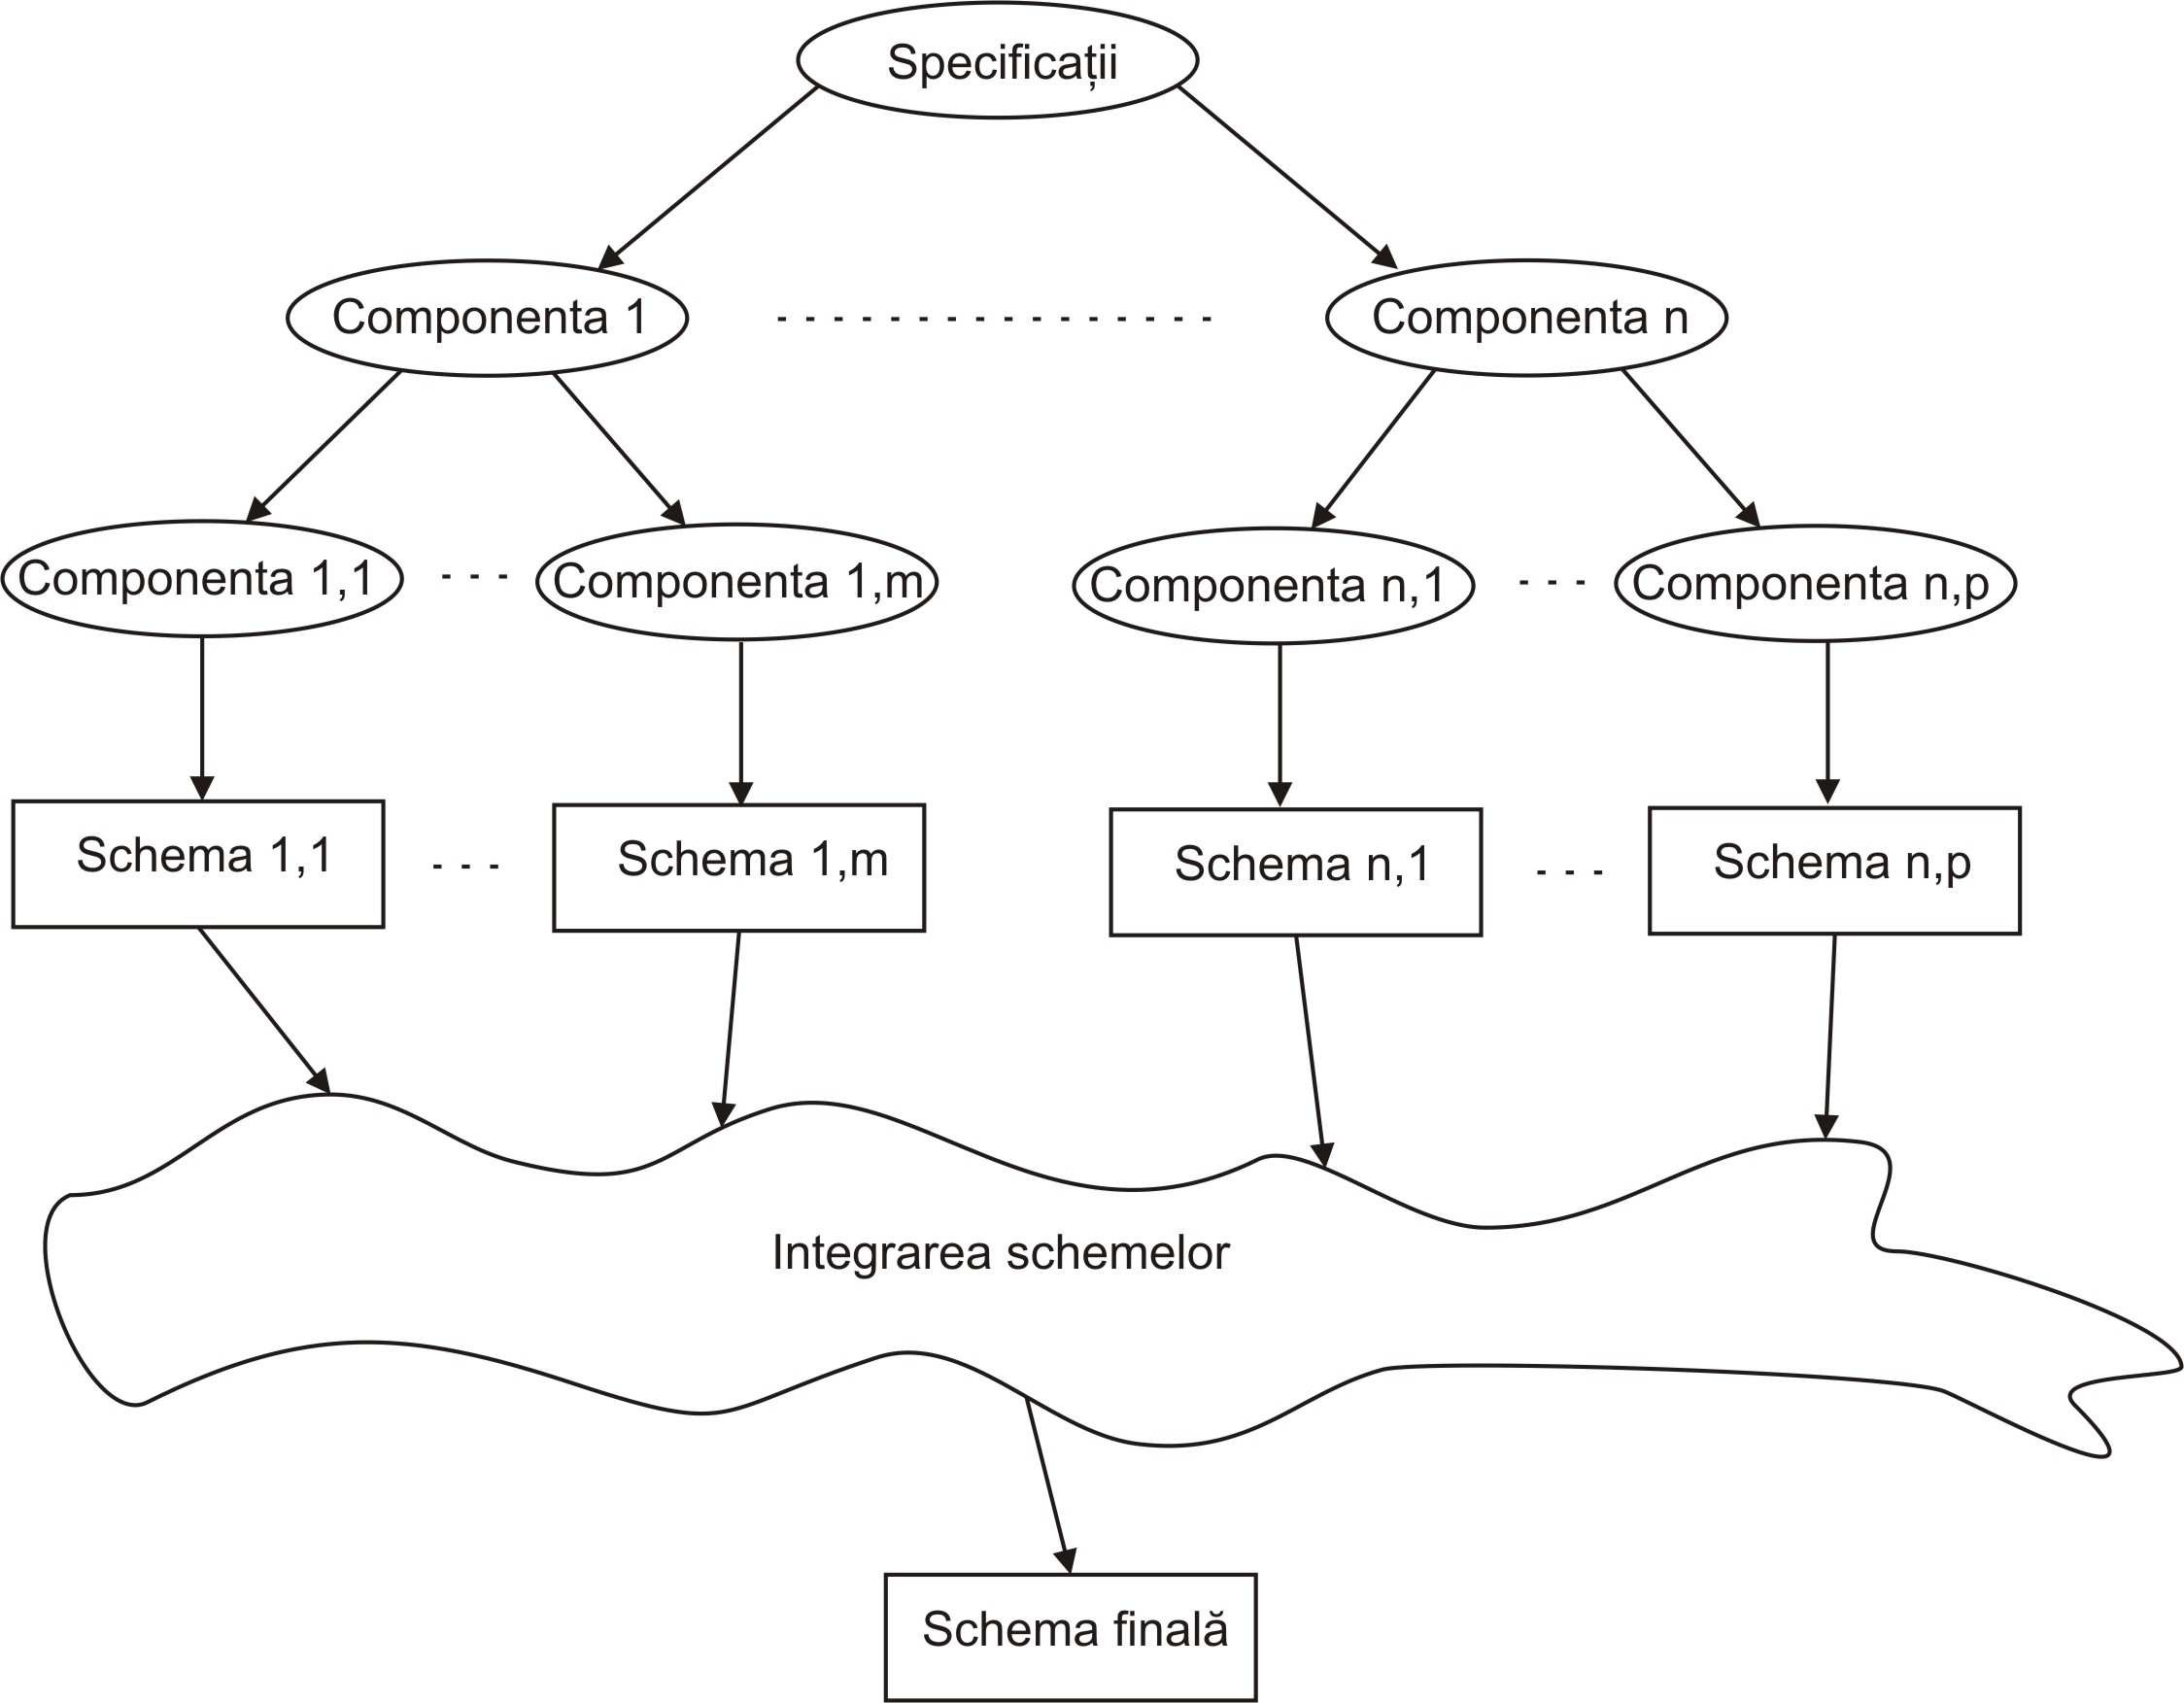 Specificații
Componenta 1
Componenta n
Componenta 1,1
Componenta 1,m
Componenta n,1
Componenta n,p
Schema 1,1
Schema 1,m
Schema n,1
Schema n,p
Integrarea schemelor
Schema finală